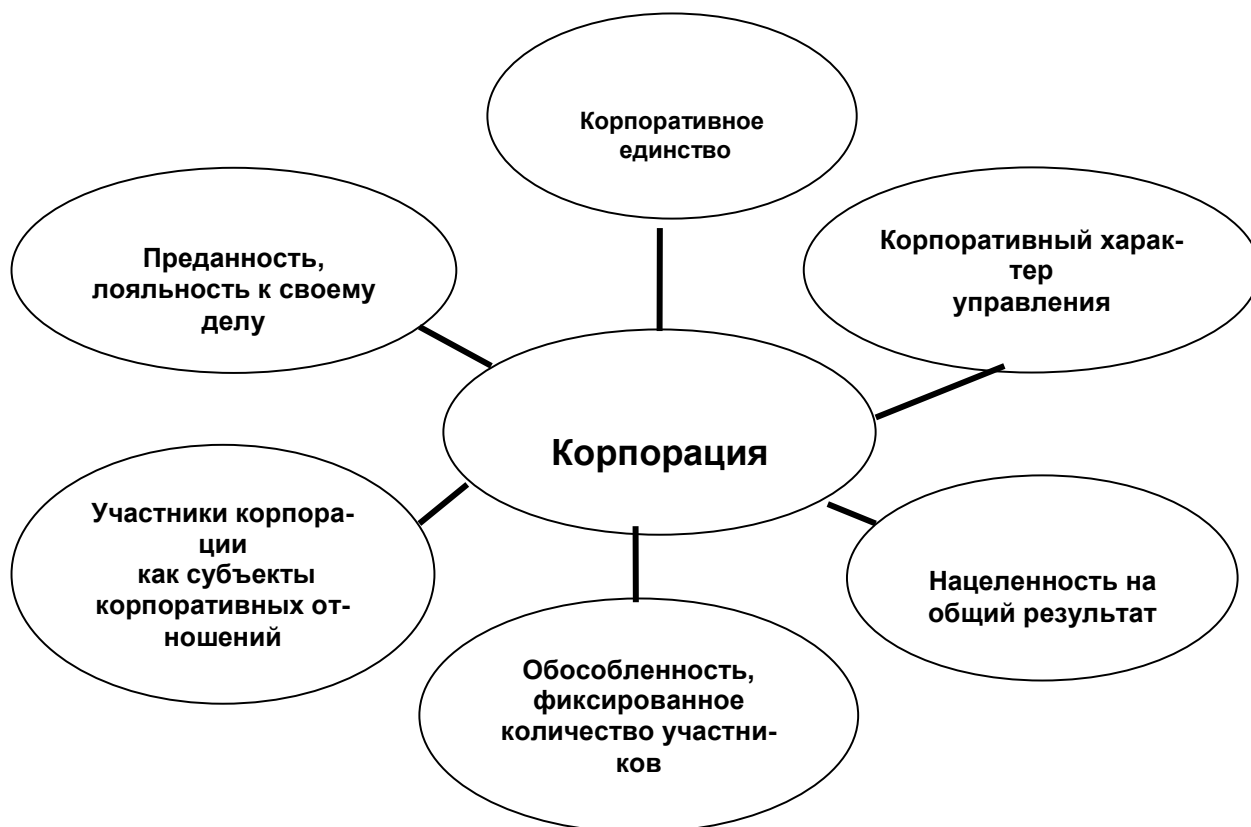 Корпоративное
единство
Преданность,
лояльность к своему
делу
Корпоративный харак-
тер
управления
Корпорация
Участники корпора-
ции
как субъекты
корпоративных от-
ношений
Нацеленность на
общий результат
Обособленность,
фиксированное
количество участни-
ков